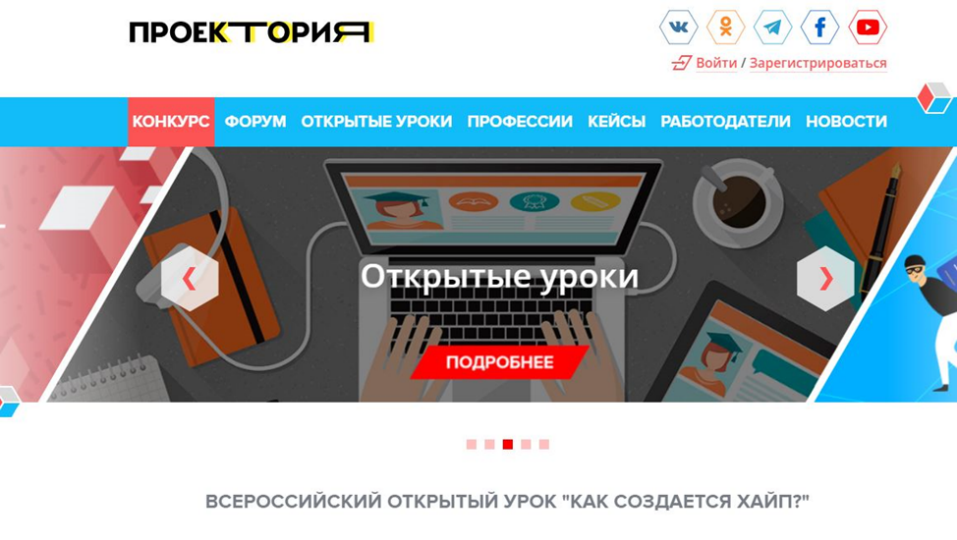 ПРОЕКТОРИЯ
Войти / Зарегистрироваться
КОНКУРС ФОРУМ ОТКРЫТЫЕ УРОКИ ПРОФЕССИИ КЕЙСЫ РАБОТОДАТЕЛИ НОВОСТИ
Открытые уроки
ПОДРОБНЕЕ
ВСЕРОССИЙСКИЙ ОТКРЫТЫЙ УРОК "КАК СОЗДАЕТСЯ ХАЙП?"